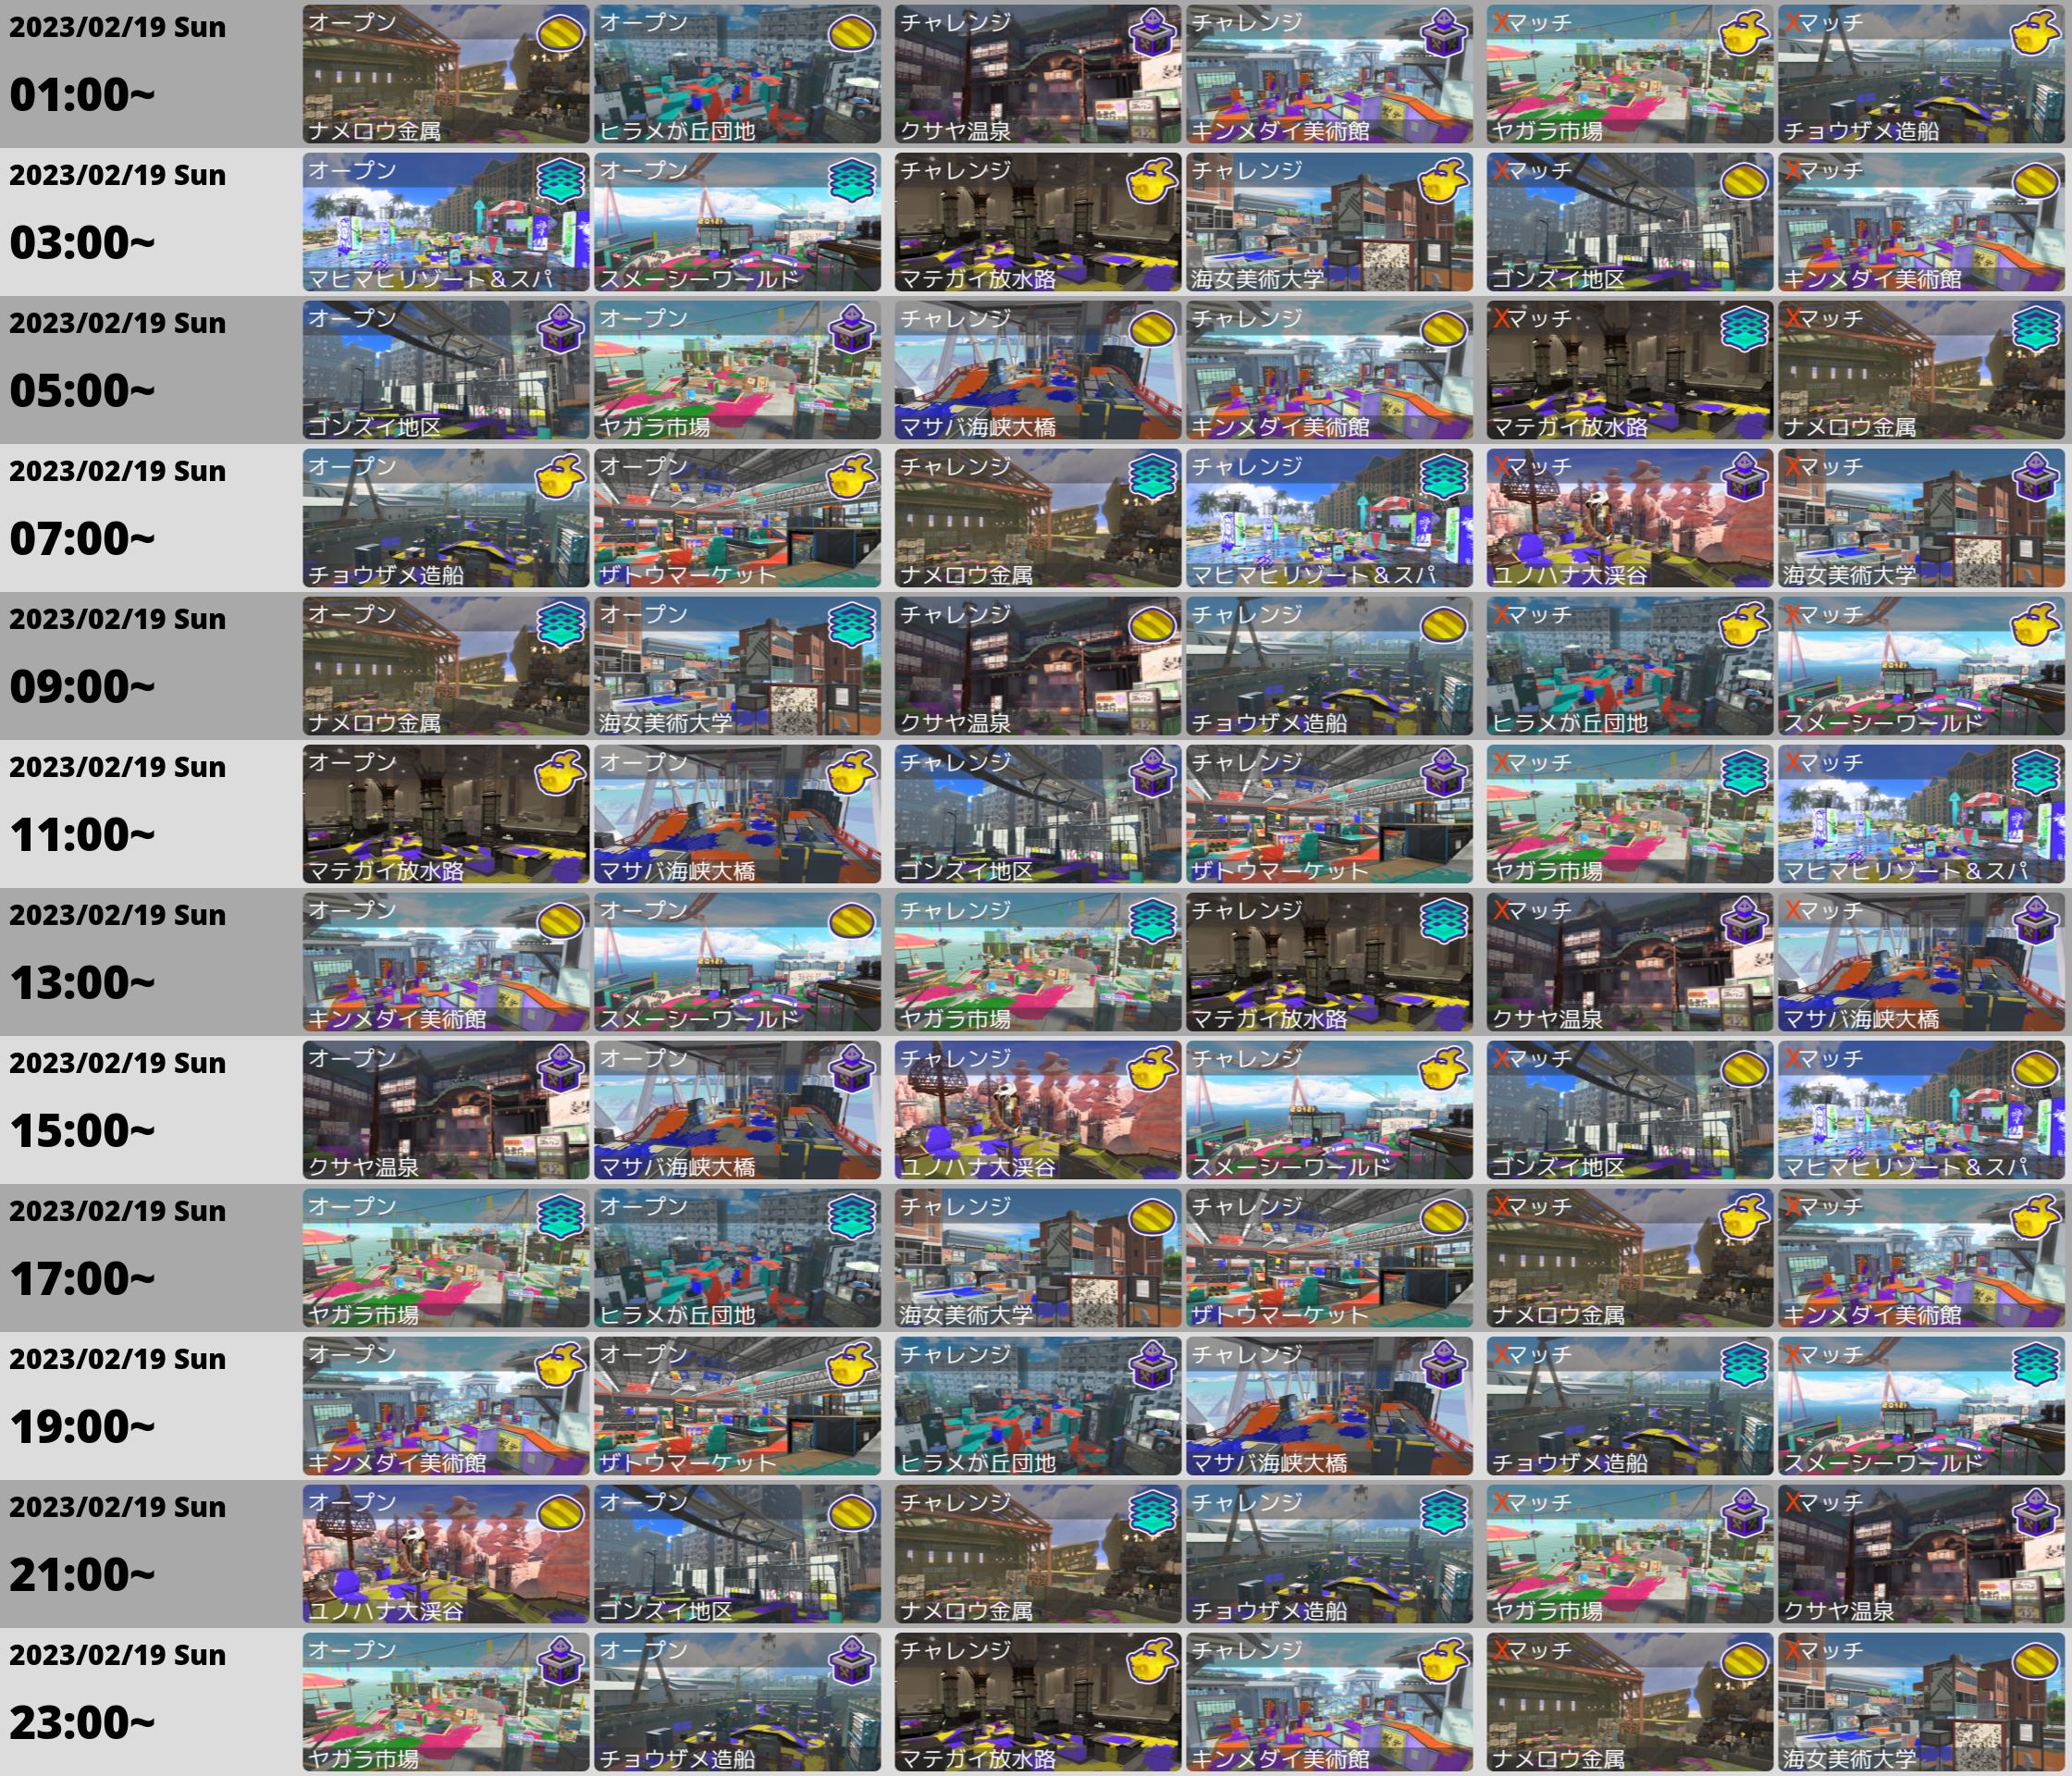 2023/02/19 Sun
01:00~
オープン オープン チャレンジ チャレンジ Xマッチ Xマッチ
ナメロウ金属 ヒラメが丘団地 クサヤ温泉 キンメダイ美術館 ヤガラ市場 チョウザメ造船
2023/02/19 Sun
03:00~
オープン オープン チャレンジ チャレンジ Xマッチ Xマッチ
マヒマヒリゾート＆スパ スメーシーワールド マテガイ放水路 海女美術大学 ゴンズイ地区 キンメダイ美術館
2023/02/19 Sun
05:00~
オープン オープン チャレンジ チャレンジ Xマッチ Xマッチ
ゴンズイ地区 ヤガラ市場 マサバ海峡大橋 キンメダイ美術館 マテガイ放水路 ナメロウ金属
2023/02/19 Sun
07:00~
オープン オープン チャレンジ チャレンジ Xマッチ Xマッチ
チョウザメ造船 ザトウマーケット ナメロウ金属 マヒマヒリゾート＆スパ ユノハナ大渓谷 海女美術大学
2023/02/19 Sun
09:00~
オープン オープン チャレンジ チャレンジ Xマッチ Xマッチ
ナメロウ金属 海女美術大学 クサヤ温泉 チョウザメ造船 ヒラメが丘団地 スメーシーワールド
2023/02/19 Sun
11:00~
オープン オープン チャレンジ チャレンジ Xマッチ Xマッチ
マテガイ放水路 マサバ海峡大橋 ゴンズイ地区 ザトウマーケット ヤガラ市場 マヒマヒリゾート＆スパ
2023/02/19 Sun
13:00~
オープン オープン チャレンジ チャレンジ Xマッチ Xマッチ
キンメダイ美術館 スメーシーワールド ヤガラ市場 マテガイ放水路 クサヤ温泉 マサバ海峡大橋
2023/02/19 Sun
15:00~
オープン オープン チャレンジ チャレンジ Xマッチ Xマッチ
クサヤ温泉 マサバ海峡大橋 ユノハナ大渓谷 スメーシーワールド ゴンズイ地区 マヒマヒリゾート＆スパ
2023/02/19 Sun
17:00~
オープン オープン チャレンジ チャレンジ Xマッチ Xマッチ
ヤガラ市場 ヒラメが丘団地 海女美術大学 ザトウマーケット ナメロウ金属 キンメダイ美術館
2023/02/19 Sun
19:00~
オープン オープン チャレンジ チャレンジ Xマッチ Xマッチ
キンメダイ美術館 ザトウマーケット ヒラメが丘団地 マサバ海峡大橋 チョウザメ造船 スメーシーワールド
2023/02/19 Sun
21:00~
オープン オープン チャレンジ チャレンジ Xマッチ Xマッチ
ユノハナ大渓谷 ゴンズイ地区 ナメロウ金属 チョウザメ造船 ヤガラ市場 クサヤ温泉
2023/02/19 Sun
23:00~
オープン オープン チャレンジ チャレンジ Xマッチ Xマッチ
ヤガラ市場 チョウザメ造船 マテガイ放水路 キンメダイ美術館 ナメロウ金属 海女美術大学